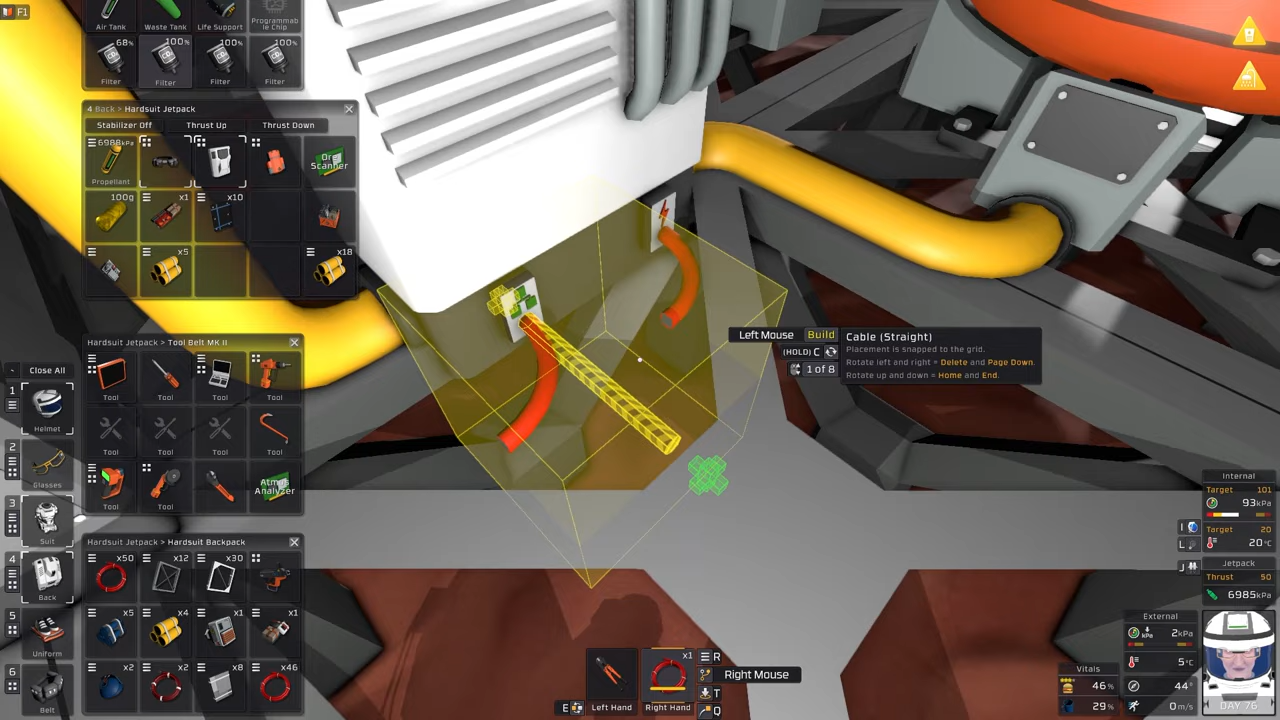 F1
Air Tank
Waste Tank
Life Support
Programmab
le Chip
68%
100%
100%
100%
Filter
Filter
Filter
Filter
4 Back > Hardsuit Jetpack
Stabilizer Off
Thrust Up
Thrust Down
6988kPa
Propellant
Ore
Scanner
100g
x1
x10
x5
x18
Hardsuit Jetpack > Tool Belt MK II
Tool
Tool
Tool
Tool
Tool
Tool
Tool
Tool
Tool
Tool
Tool
Atmos
Analyzer
Hardsuit Jetpack > Hardsuit Backpack
x50
x12
x30
x5
x4
x1
x1
x2
x2
x8
x46
Close All
1
Helmet
2
Glasses
3
Suit
4
Back
5
Uniform
6
Belt
Left Mouse
Build
(HOLD) C
1 of 8
Cable (Straight)
Placement is snapped to the grid.
Rotate left and right = Delete and Page Down.
Rotate up and down = Home and End.
E
Left Hand
x1
Right Hand
R
Right Mouse
T
Q
Internal
Target 101
93kPa
Target 20
20°C
I
L
J
Jetpack
Thrust 50
6985kPa
External
kPa
2kPa
5°C
44°
0m/s
Vitals
46%
29%
DAY 76